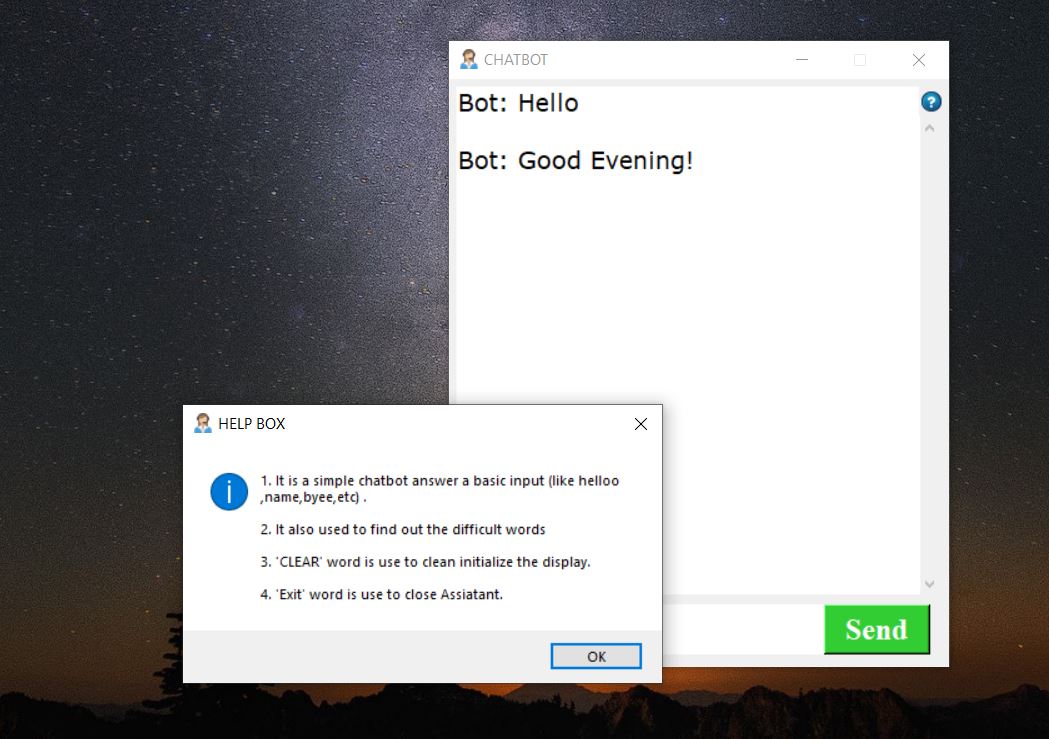 CHATBOT
Bot: Hello
?
Bot: Good Evening!
HELP BOX
1. It is a simple chatbot answer a basic input (like helloo
,name,byee,etc) .
2. It also used to find out the difficult words
3. 'CLEAR' word is use to clean initialize the display.
4. 'Exit' word is use to close Assiatant.
Send
OK